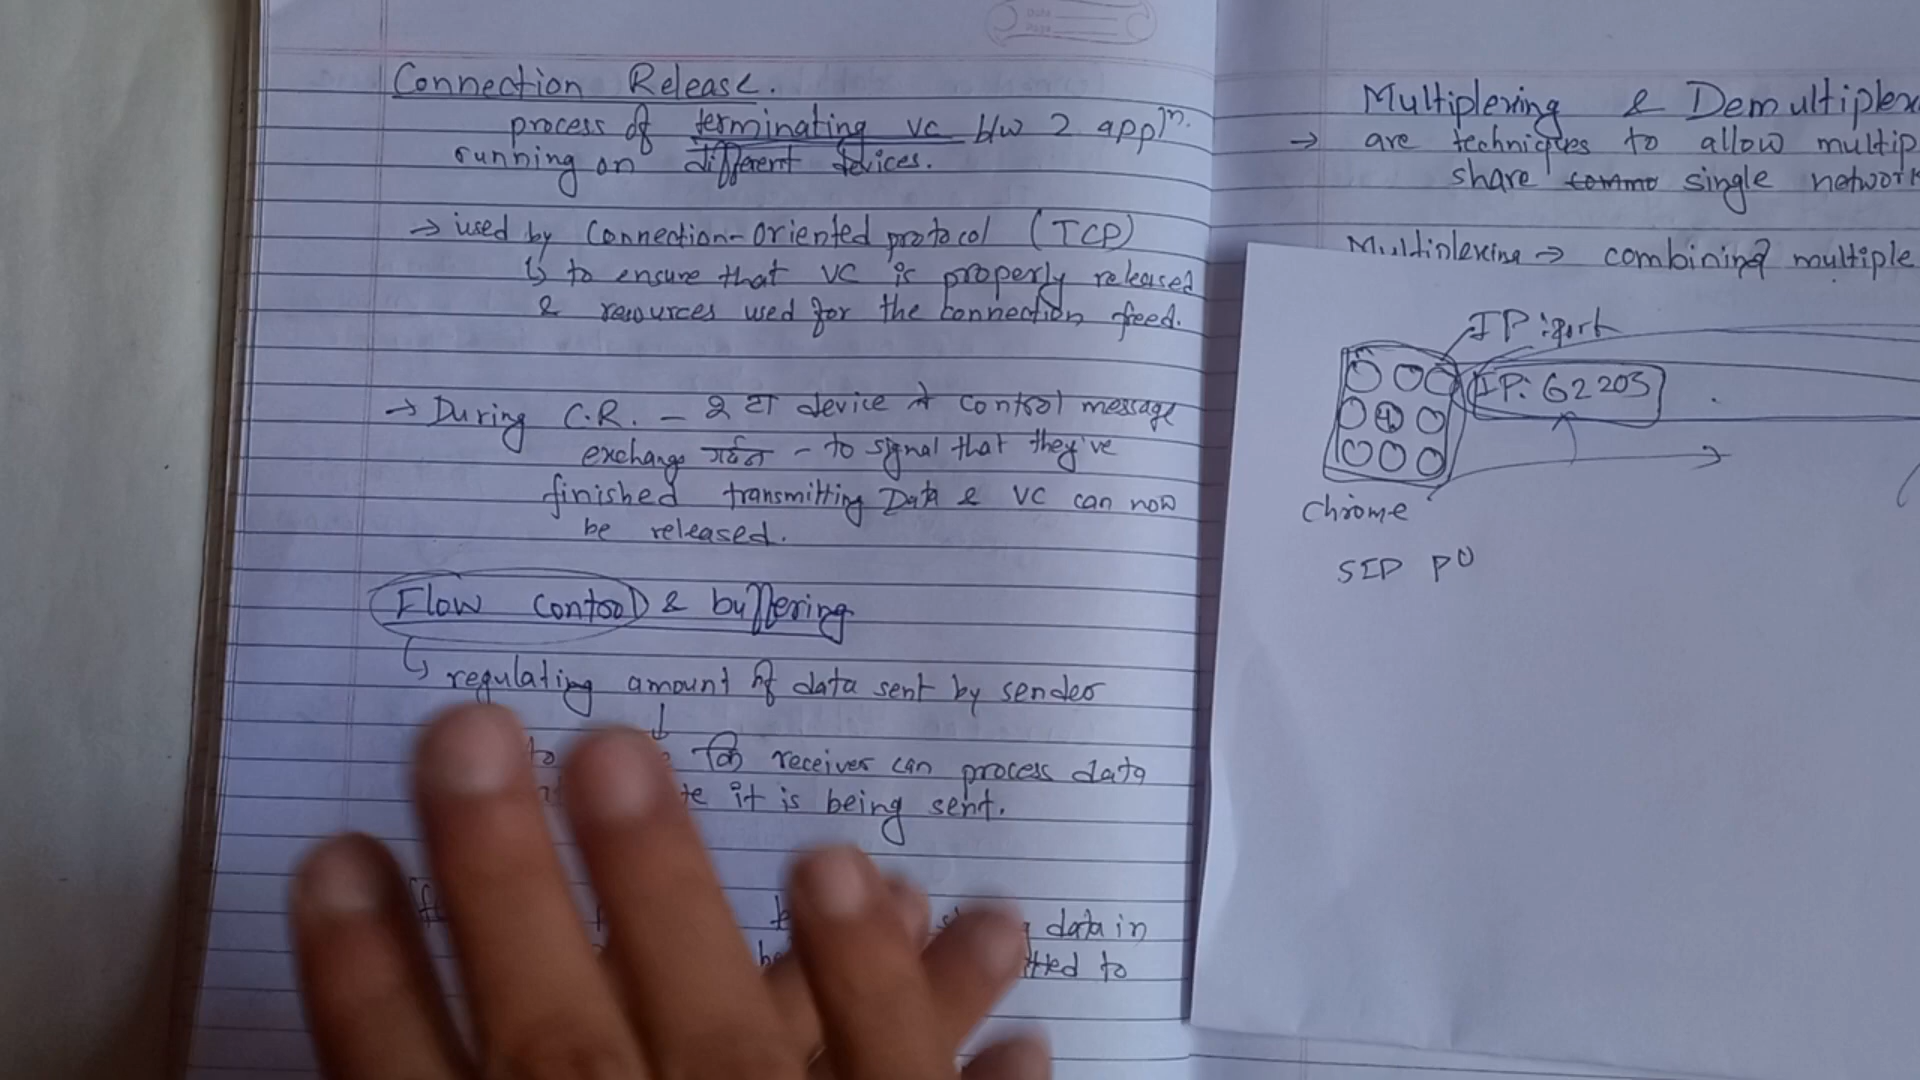 Connection Release.
process of terminating VC b/w 2 appln.
running on different devices.
→ used by Connection-Oriented protocol (TCP)
↳ to ensure that VC is properly released
& resources used for the connection freed.
→ During C.R. - 2 टा device ले control message
exchange गर्दछन - to signal that they've
finished transmitting Data & VC can now
be released.
Flow Control & buffering
↳ regulating amount of data sent by sender
↓
to कि receiver can process data
it is being sent.
data in
to
Multiplexing &
→ are techniques to allow
share single network
Multiplexing → combining multiple
IP:port
IP: 62203
chrome
SIP